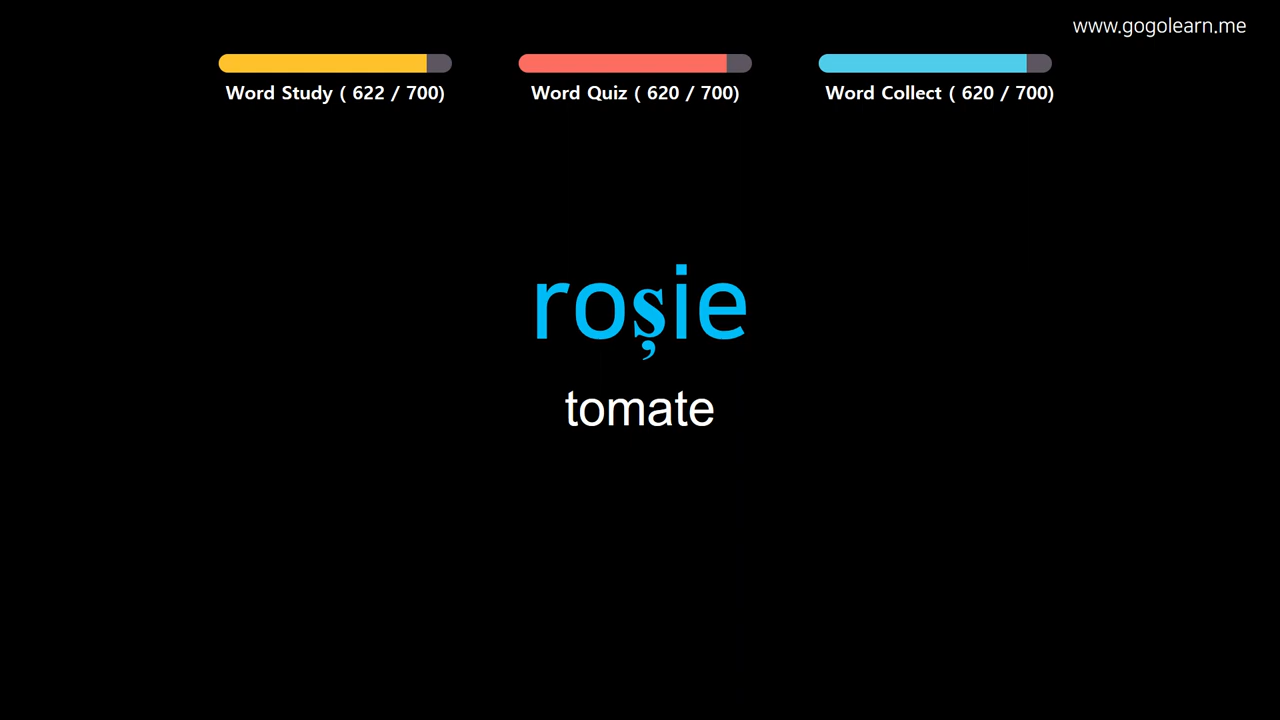 www.gogolearn.me
Word Study ( 622 / 700)
Word Quiz ( 620 / 700)
Word Collect ( 620 / 700)
roșie
tomate